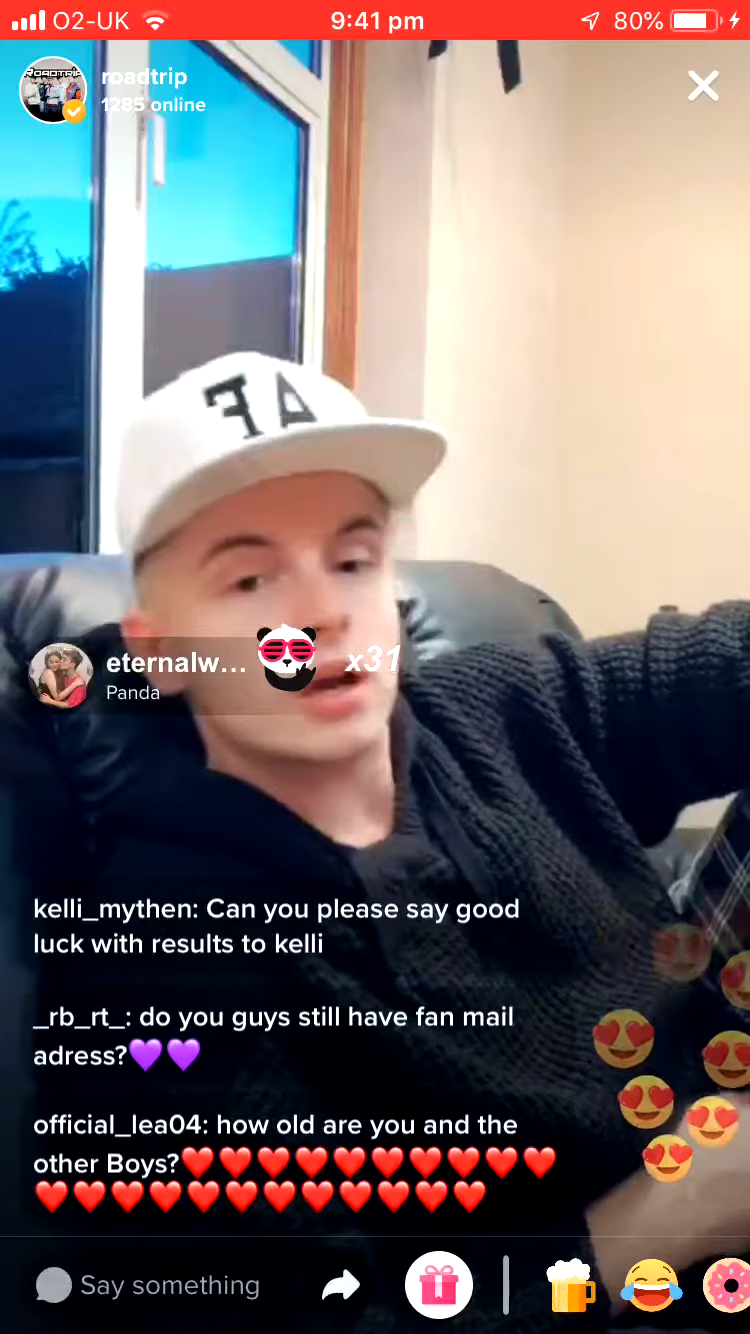 O2-UK 9:41 pm 80%
ROADTRIP
roadtrip
1285 online
AF
eternalw... x31
Panda
kelli_mythen: Can you please say good
luck with results to kelli
_rb_rt_: do you guys still have fan mail
adress?💜💜
official_lea04: how old are you and the
other Boys?❤️❤️❤️❤️❤️❤️❤️❤️❤️❤️
❤️❤️❤️❤️❤️❤️❤️❤️❤️❤️❤️❤️
Say something